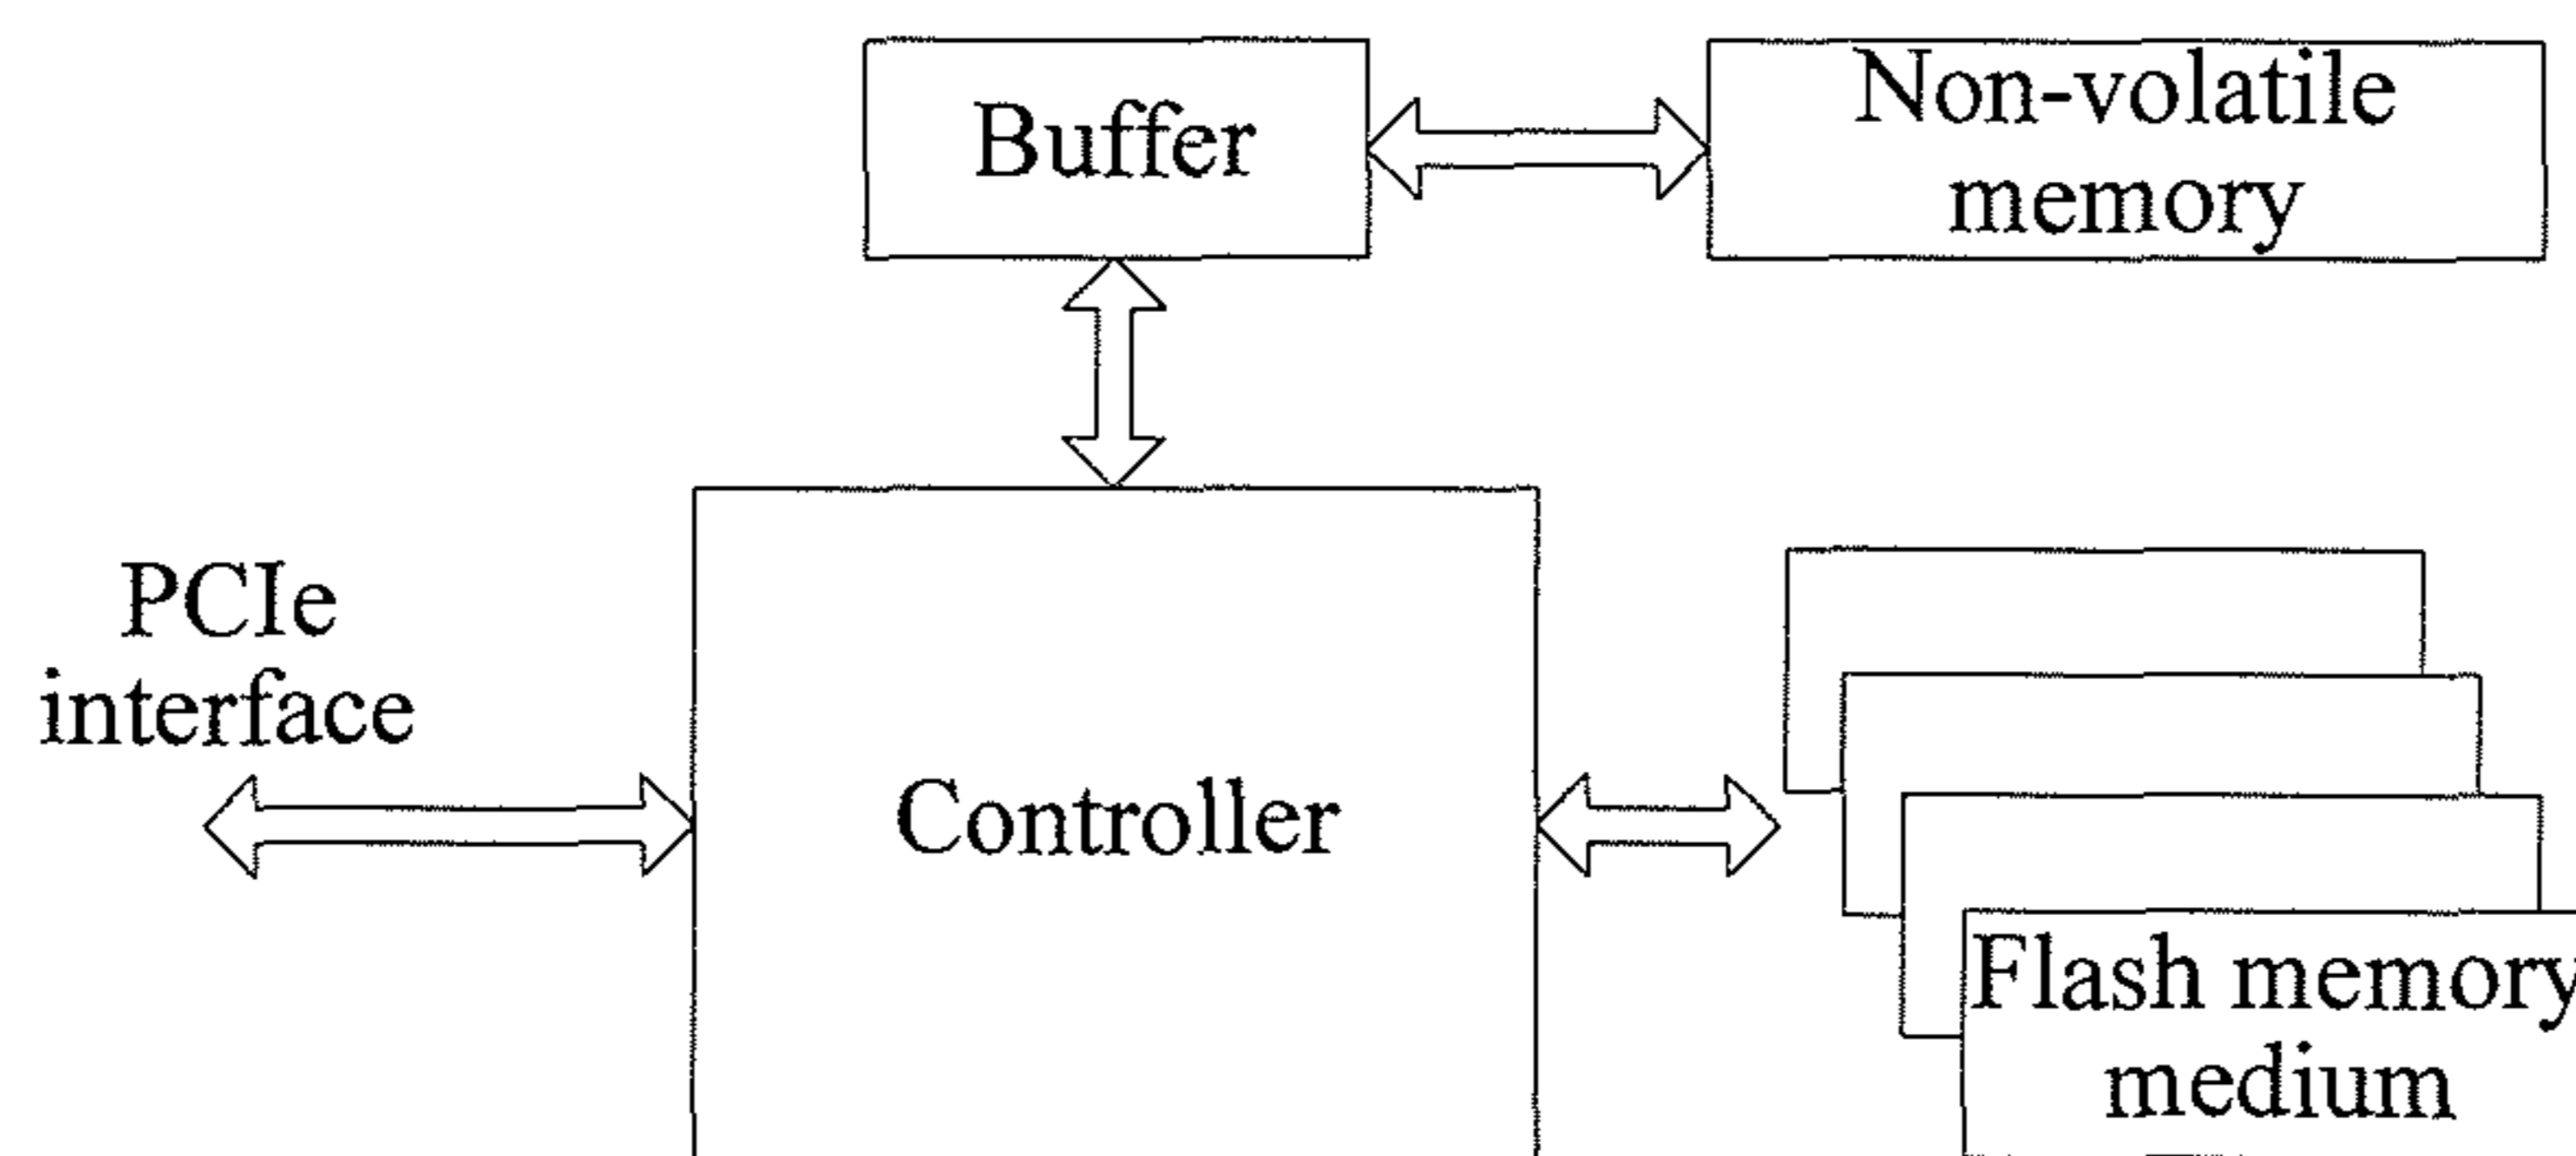 Buffer
Non-volatile
memory
PCIe
interface
Controller
Flash memory
medium